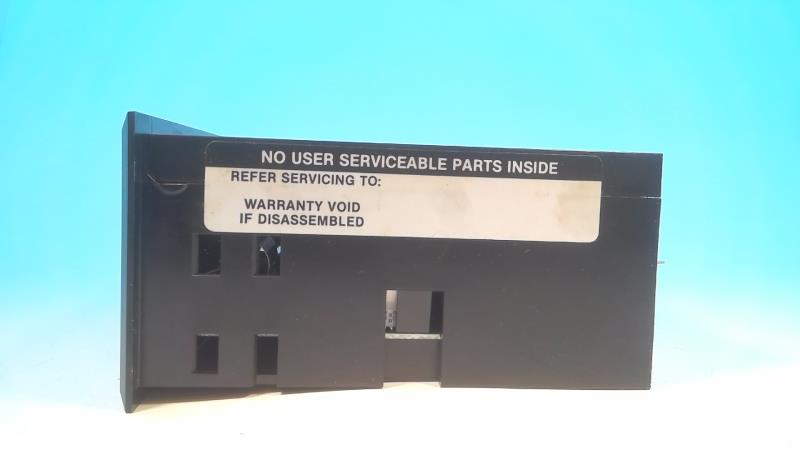 NO USER SERVICEABLE PARTS INSIDE
REFER SERVICING TO:
WARRANTY VOID
IF DISASSEMBLED